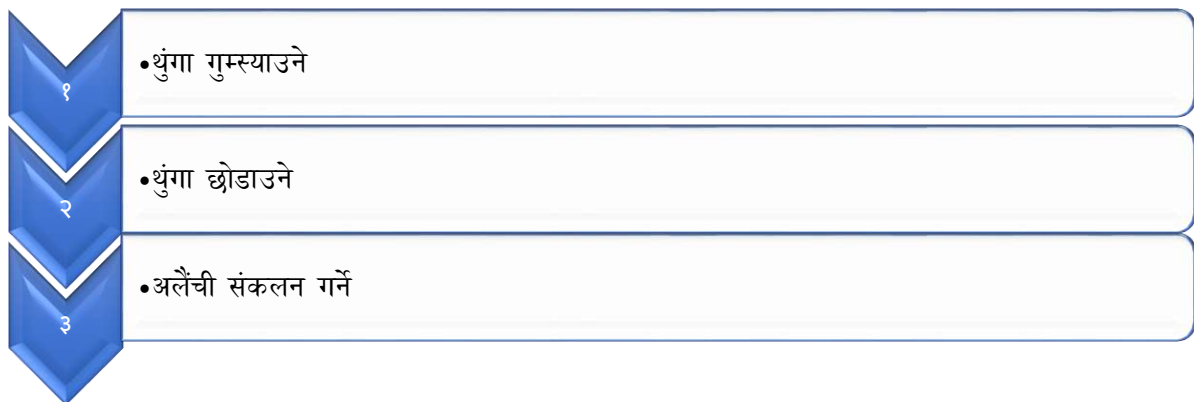 १
•थुंगा गुम्स्याउने
२
•थुंगा छोडाउने
३
•अलैंची संकलन गर्ने